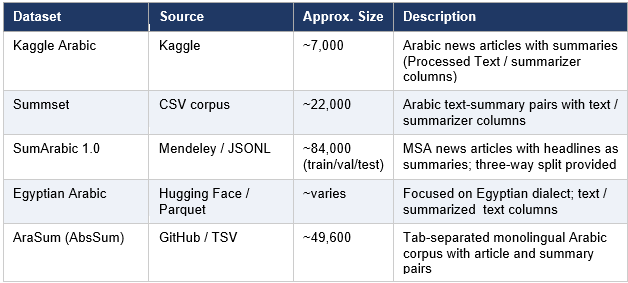 Dataset Source Approx. Size Description
Kaggle Arabic Kaggle ~7,000 Arabic news articles with summaries
(Processed Text / summarizer
columns)
Summset CSV corpus ~22,000 Arabic text-summary pairs with text /
summarizer columns
SumArabic 1.0 Mendeley / JSONL ~84,000 MSA news articles with headlines as
(train/val/test) summaries; three-way split provided
Egyptian Arabic Hugging Face / ~varies Focused on Egyptian dialect; text /
Parquet summarized text columns
AraSum (AbsSum) GitHub / TSV ~49,600 Tab-separated monolingual Arabic
corpus with article and summary
pairs